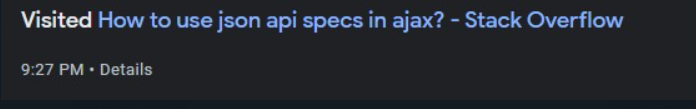 Visited How to use json api specs in ajax? - Stack Overflow
9:27 PM • Details